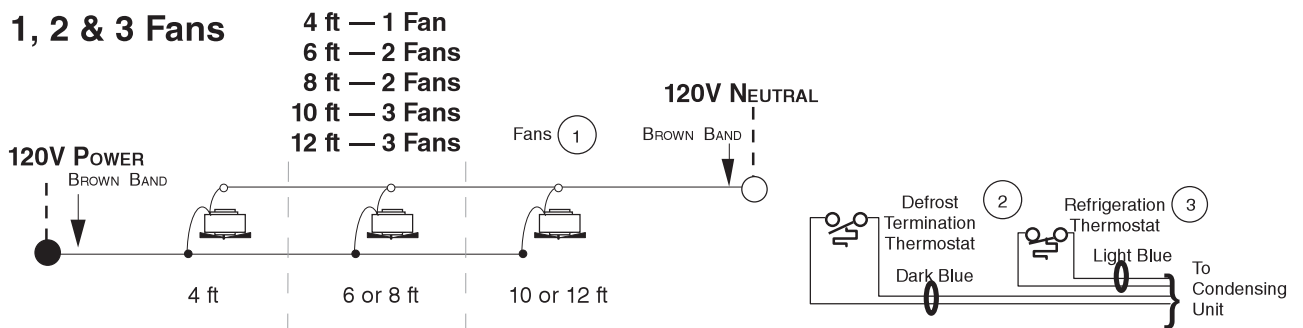 1, 2 & 3 Fans
4 ft — 1 Fan
6 ft — 2 Fans
8 ft — 2 Fans
10 ft — 3 Fans
12 ft — 3 Fans
120V NEUTRAL
Fans 1
BROWN BAND
120V POWER
BROWN BAND
4 ft
6 or 8 ft
10 or 12 ft
Defrost
Termination
Thermostat
2
Refrigeration
Thermostat
3
Light Blue
Dark Blue
To
Condensing
Unit